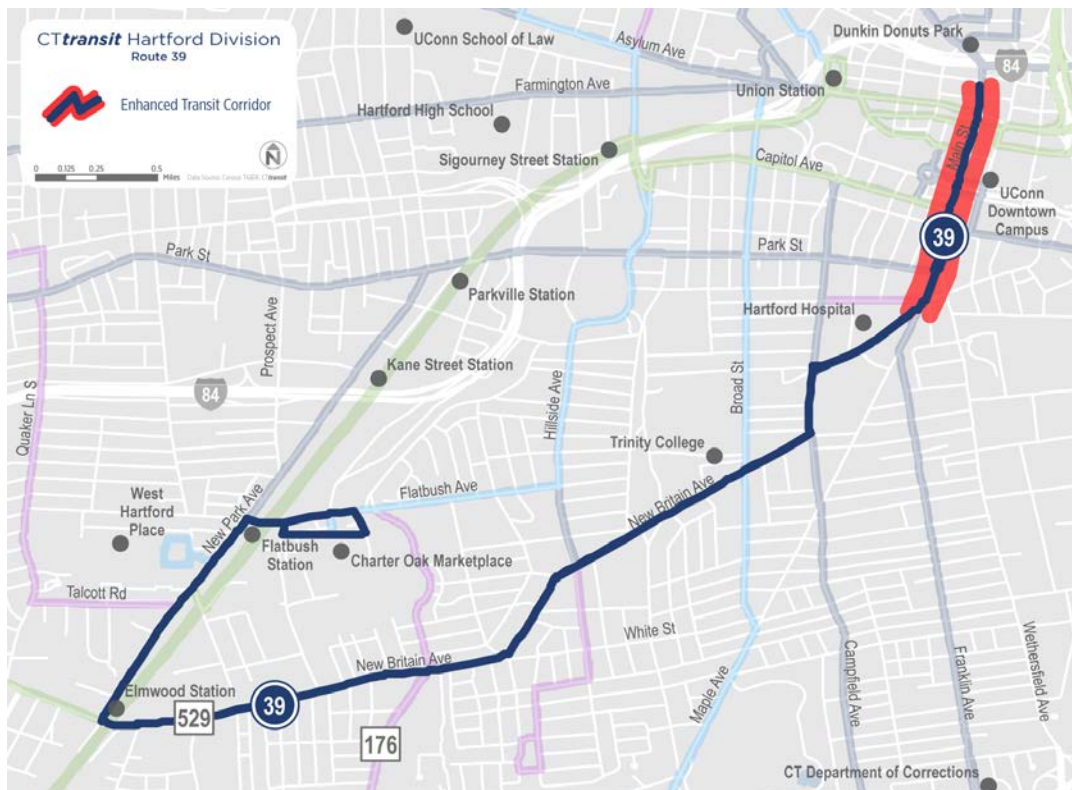 CTtransit Hartford Division
Route 39
Enhanced Transit Corridor
N
0 0.125 0.25 0.5
Miles
Data Source: Census TIGER, CTtransit
UConn School of Law
Asylum Ave
Dunkin Donuts Park
84
Farmington Ave
Union Station
Hartford High School
Sigourney Street Station
Capitol Ave
Main St
UConn
Downtown
Campus
39
Park St
Park St
Parkville Station
Hartford Hospital
Prospect Ave
Quaker Ln S
Kane Street Station
84
Hillside Ave
Broad St
Trinity College
New Britain Ave
Flatbush Ave
West
Hartford
Place
New Park Ave
Flatbush
Station
Charter Oak Marketplace
Talcott Rd
White St
New Britain Ave
Elmwood Station
529
39
176
Maple Ave
Campfield Ave
Franklin Ave
Wethersfield Ave
CT Department of Corrections